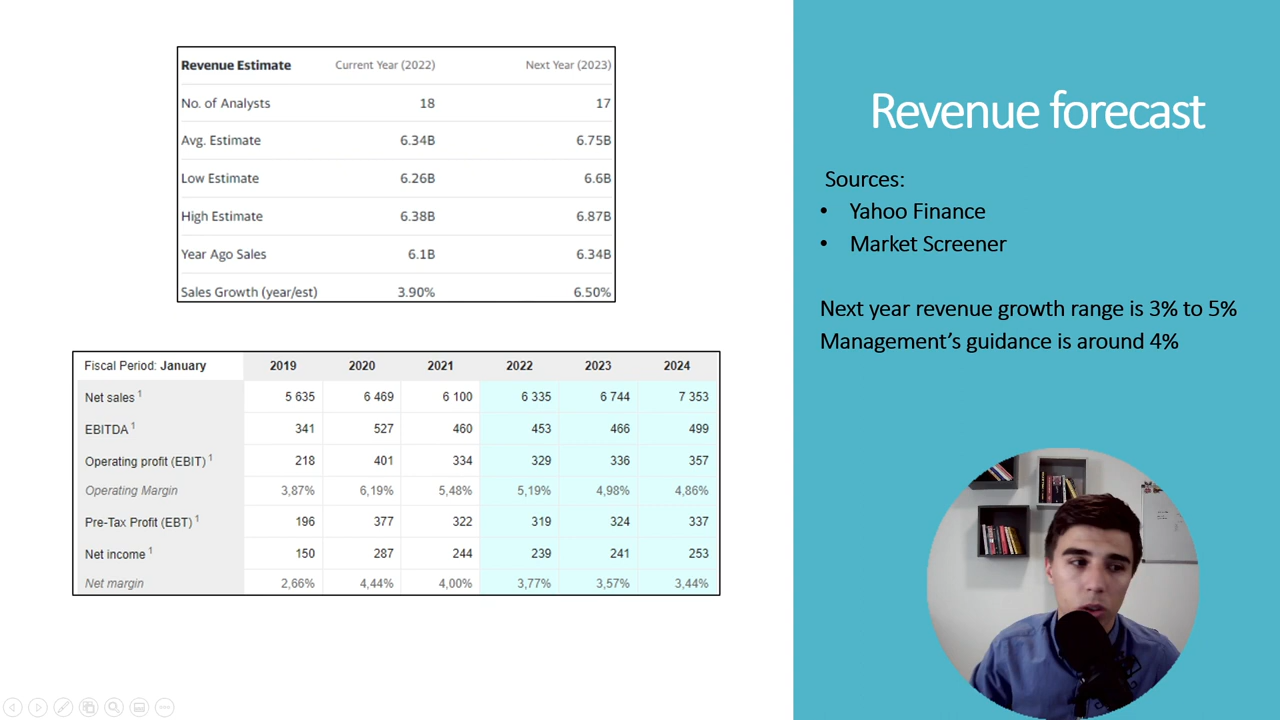 Revenue Estimate Current Year (2022) Next Year (2023)
No. of Analysts 18 17
Avg. Estimate 6.34B 6.75B
Low Estimate 6.26B 6.6B
High Estimate 6.38B 6.87B
Year Ago Sales 6.1B 6.34B
Sales Growth (year/est) 3.90% 6.50%
Fiscal Period: January 2019 2020 2021 2022 2023 2024
Net sales 1 5 635 6 469 6 100 6 335 6 744 7 353
EBITDA 1 341 527 460 453 466 499
Operating profit (EBIT) 1 218 401 334 329 336 357
Operating Margin 3,87% 6,19% 5,48% 5,19% 4,98% 4,86%
Pre-Tax Profit (EBT) 1 196 377 322 319 324 337
Net income 1 150 287 244 239 241 253
Net margin 2,66% 4,44% 4,00% 3,77% 3,57% 3,44%
Revenue forecast
Sources:
• Yahoo Finance
• Market Screener
Next year revenue growth range is 3% to 5%
Management's guidance is around 4%